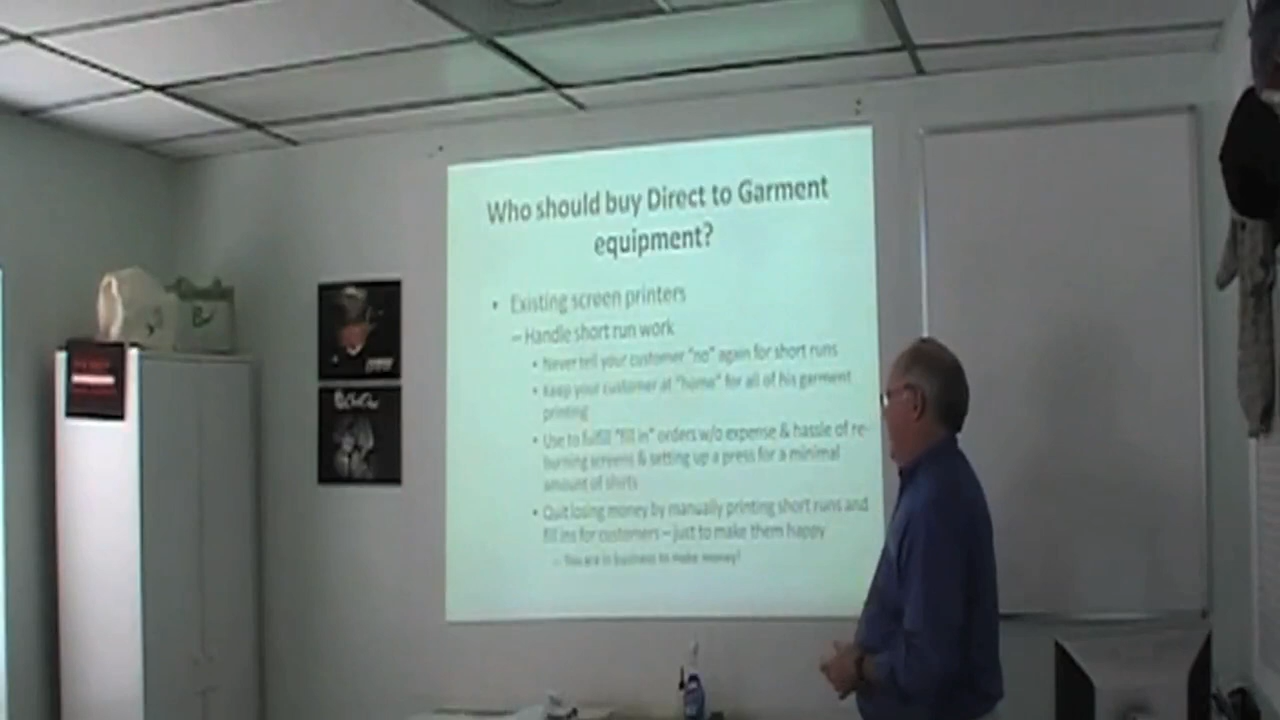 Who should buy Direct to Garment
equipment?
• Existing screen printers
– Handle short run work
• Never tell your customer "no" again for short runs
• Keep your customer at "home" for all of his garment
printing
• Use to fulfill "fill in" orders w/o expense & hassle of re-
burning screens & setting up a press for a minimal
amount of shirts
• Quit losing money by manually printing short runs and
fill ins for customers – just to make them happy
– You are in business to make money!